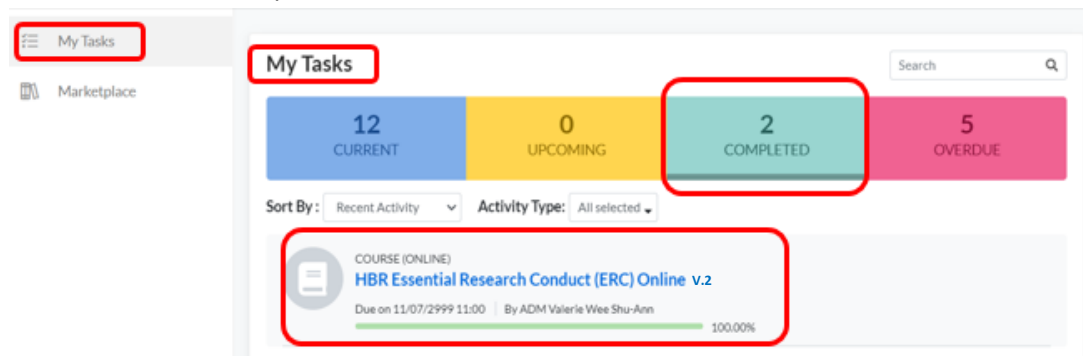 My Tasks
Marketplace
My Tasks
Search
12
CURRENT
0
UPCOMING
2
COMPLETED
5
OVERDUE
Sort By : Recent Activity Activity Type: All selected
COURSE (ONLINE)
HBR Essential Research Conduct (ERC) Online V.2
Due on 11/07/2999 11:00 By ADM Valerie Wee Shu-Ann
100.00%